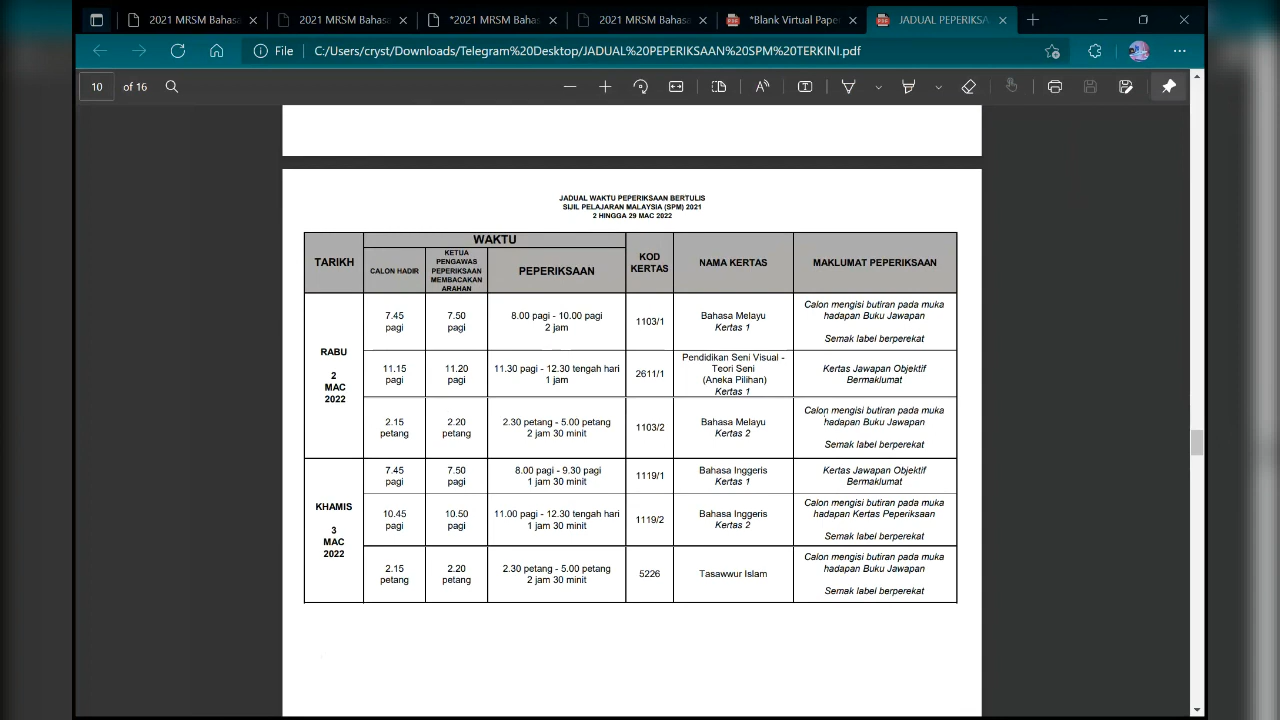 2021 MRSM Bahasa
2021 MRSM Bahasa
*2021 MRSM Baha
2021 MRSM Bahasa
*Blank Virtual Pape
JADUAL PEPERIKSA
File
C:/Users/cryst/Downloads/Telegram%20Desktop/JADUAL%20PEPERIKSAAN%20SPM%20TERKINI.pdf
10 of 16
JADUAL WAKTU PEPERIKSAAN BERTULIS
SIJIL PELAJARAN MALAYSIA (SPM) 2021
2 HINGGA 29 MAC 2022
TARIKH
WAKTU
CALON HADIR
KETUA
PENGAWAS
PEPERIKSAAN
MEMBACAKAN
ARAHAN
PEPERIKSAAN
KOD
KERTAS
NAMA KERTAS
MAKLUMAT PEPERIKSAAN
RABU
2
MAC
2022
7.45
pagi
7.50
pagi
8.00 pagi - 10.00 pagi
2 jam
1103/1
Bahasa Melayu
Kertas 1
Calon mengisi butiran pada muka
hadapan Buku Jawapan
Semak label berperekat
11.15
pagi
11.20
pagi
11.30 pagi - 12.30 tengah hari
1 jam
2611/1
Pendidikan Seni Visual -
Teori Seni
(Aneka Pilihan)
Kertas 1
Kertas Jawapan Objektif
Bermaklumat
2.15
petang
2.20
petang
2.30 petang - 5.00 petang
2 jam 30 minit
1103/2
Bahasa Melayu
Kertas 2
Calon mengisi butiran pada muka
hadapan Buku Jawapan
Semak label berperekat
KHAMIS
3
MAC
2022
7.45
pagi
7.50
pagi
8.00 pagi - 9.30 pagi
1 jam 30 minit
1119/1
Bahasa Inggeris
Kertas 1
Kertas Jawapan Objektif
Bermaklumat
10.45
pagi
10.50
pagi
11.00 pagi - 12.30 tengah hari
1 jam 30 minit
1119/2
Bahasa Inggeris
Kertas 2
Calon mengisi butiran pada muka
hadapan Kertas Peperiksaan
Semak label berperekat
2.15
petang
2.20
petang
2.30 petang - 5.00 petang
2 jam 30 minit
5226
Tasawwur Islam
Calon mengisi butiran pada muka
hadapan Buku Jawapan
Semak label berperekat